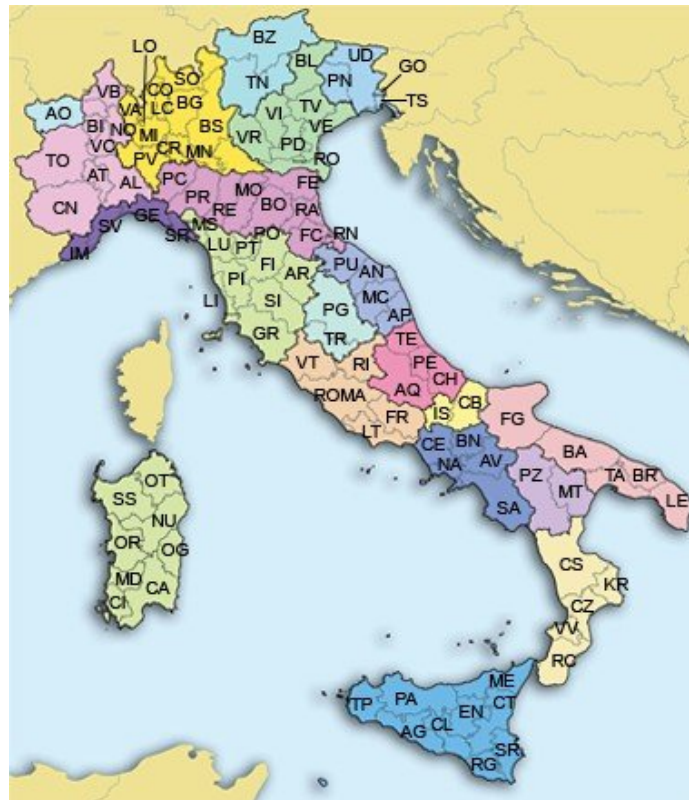 BZ
LO
BL
UD
GO
SO
TN
PN
VB
CO
TS
VA
LC
BG
TV
AO
VI
BI
NO
MI
BS
VR
VE
VO
PD
TO
PV
CR
MN
RO
AT
AL
PC
FE
MO
CN
PR
RE
BO
RA
GE
MS
SV
SR
PO
FC
RN
IM
LU
PT
FI
PU
AN
AR
PI
MC
LI
SI
PG
AP
GR
TR
TE
VT
RI
PE
CH
AQ
ROMA
CB
IS
FR
FG
LT
CE
BN
BA
NA
AV
PZ
TA
BR
MT
LE
SA
OT
SS
NU
OR
OG
MD
CA
CI
CS
KR
CZ
VV
RC
ME
TP
PA
CT
EN
CL
AG
SR
RG